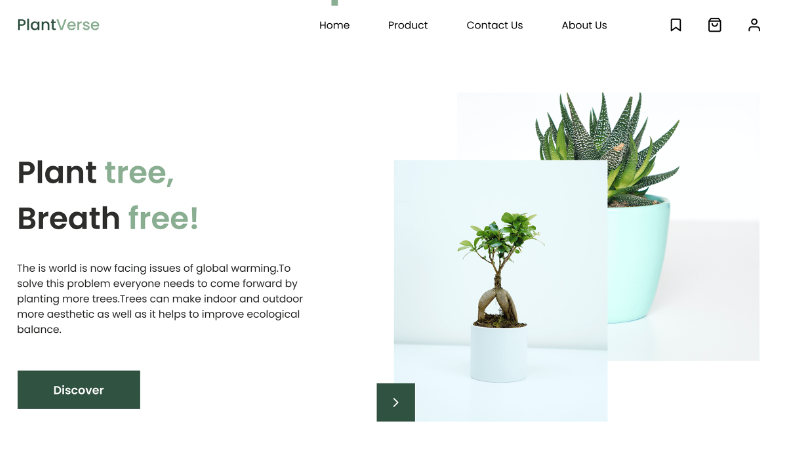 PlantVerse
Home
Product
Contact Us
About Us
Plant tree,
Breath free!
The is world is now facing issues of global warming.To
solve this problem everyone needs to come forward by
planting more trees.Trees can make indoor and outdoor
more aesthetic as well as it helps to improve ecological
balance.
Discover